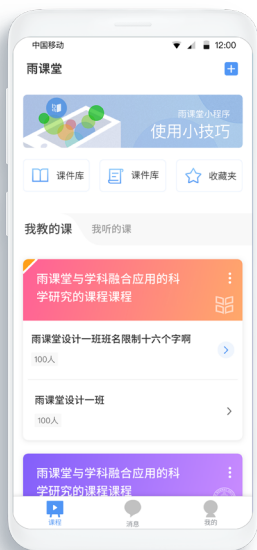 中国移动 12:00
雨课堂
雨课堂小程序
使用小技巧
课件库 课件库 收藏夹
我教的课 我听的课
雨课堂与学科融合应用的科
学研究的课程课程
雨课堂设计一班班名限制十六个字啊
100人
雨课堂设计一班
100人
雨课堂与学科融合应用的科
学研究的课程课程
课程 消息 我的